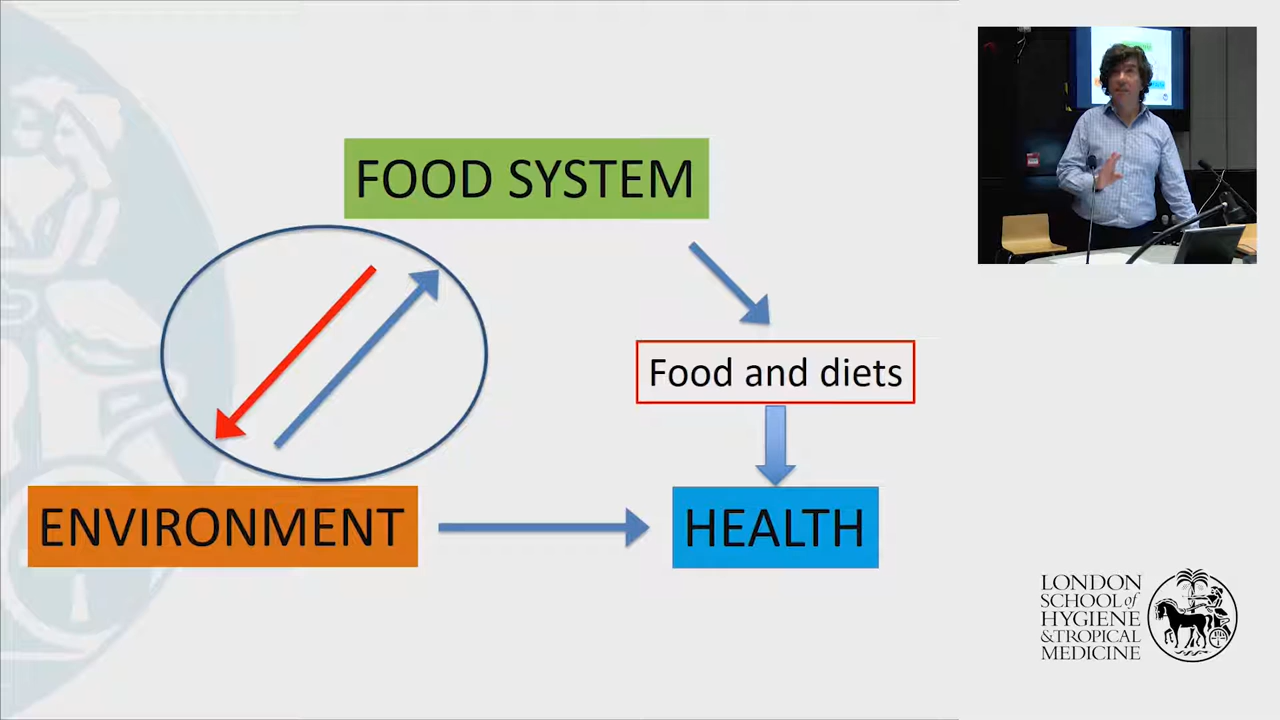 FOOD SYSTEM
Food and diets
ENVIRONMENT
HEALTH
LONDON
SCHOOL of
HYGIENE
& TROPICAL
MEDICINE